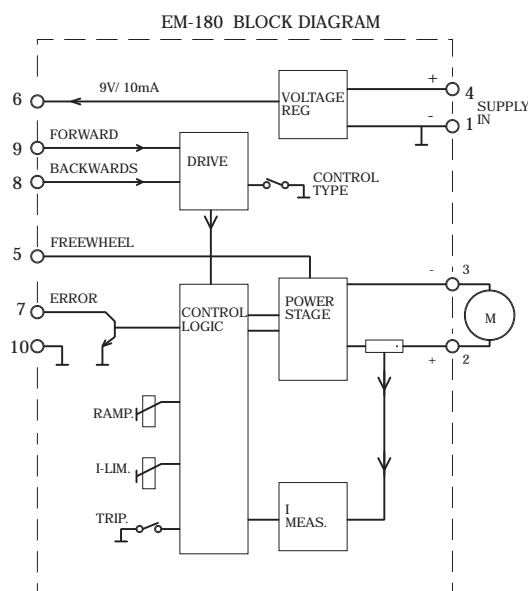 EM-180 BLOCK DIAGRAM
6
9V/ 10mA
VOLTAGE
REG
+
4
SUPPLY
IN
-
1
9
FORWARD
8
BACKWARDS
DRIVE
CONTROL
TYPE
5
FREEWHEEL
7
ERROR
10
CONTROL
LOGIC
POWER
STAGE
-
3
M
+
2
RAMP.
I-LIM.
TRIP.
I
MEAS.